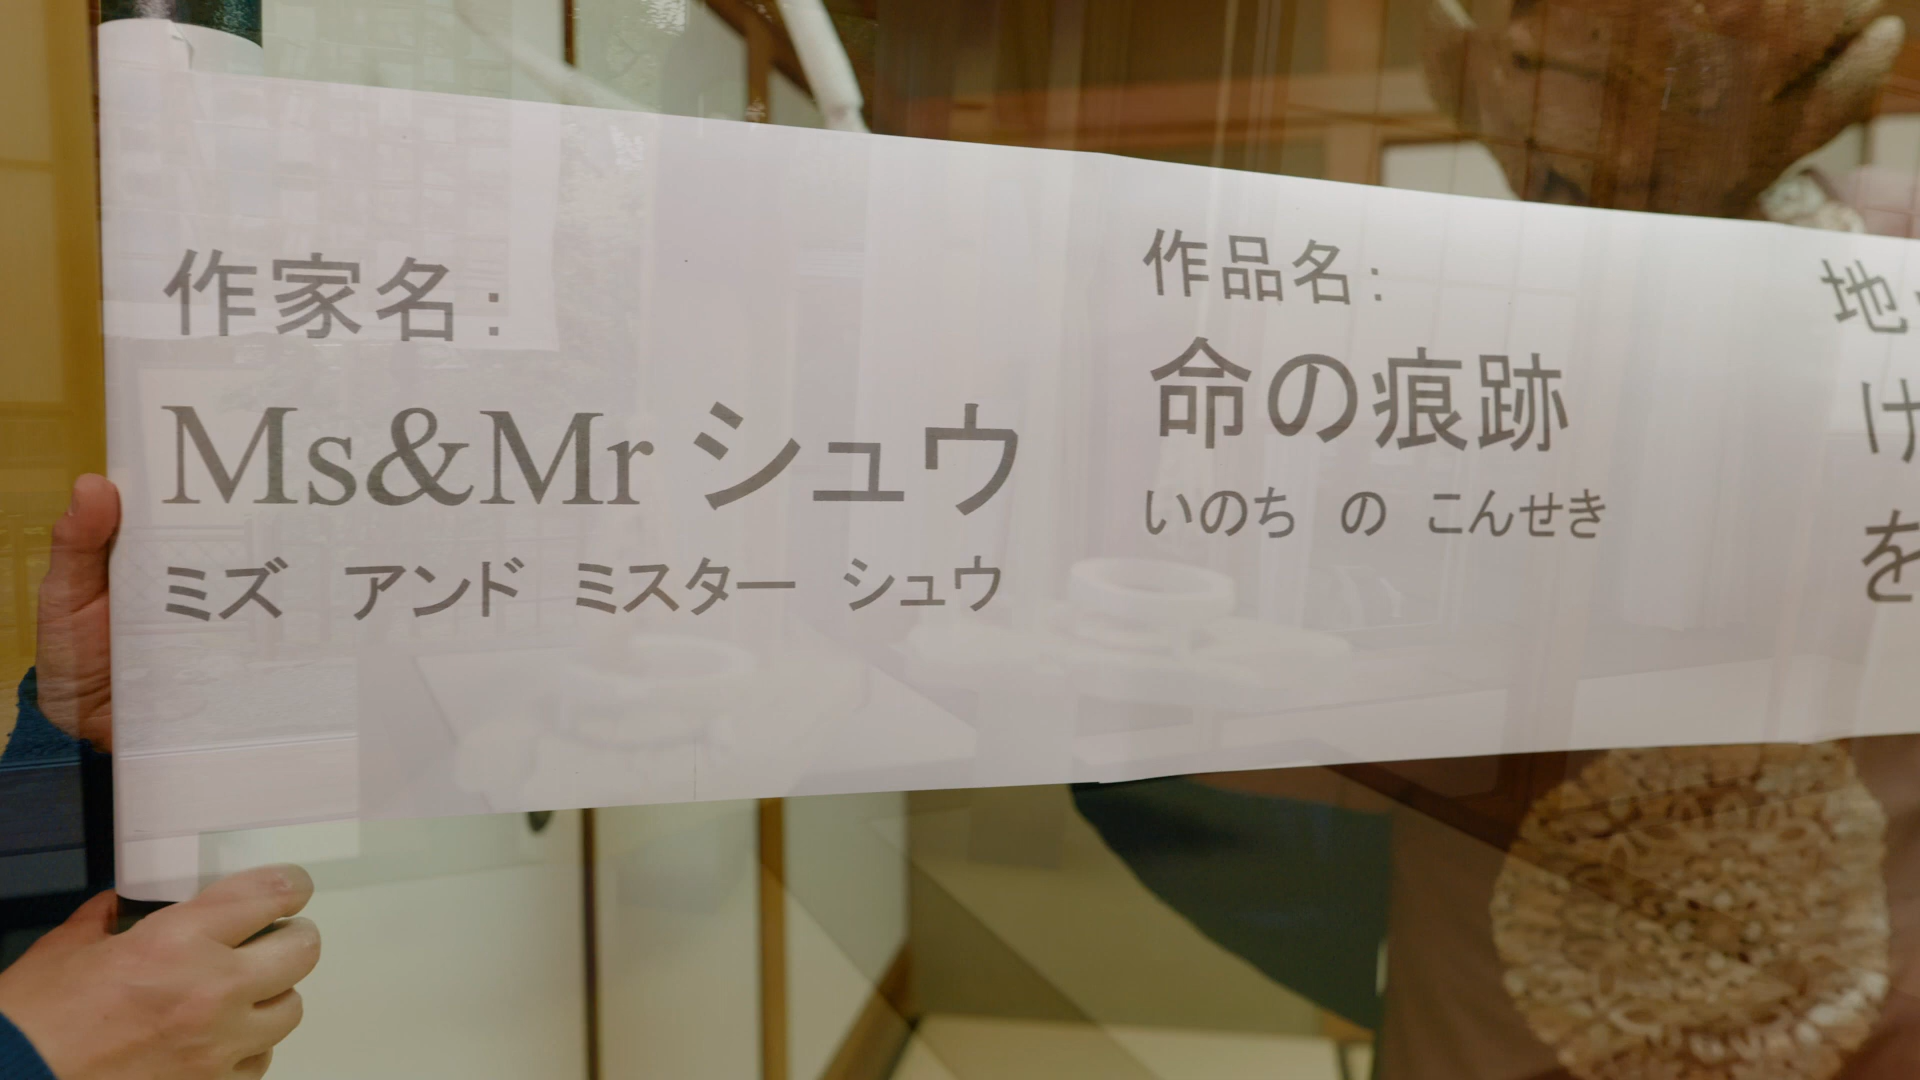 作家名:
Ms&Mr シュウ
ミズ アンド ミスター シュウ
作品名:
命の痕跡
いのち の こんせき
地
け
を